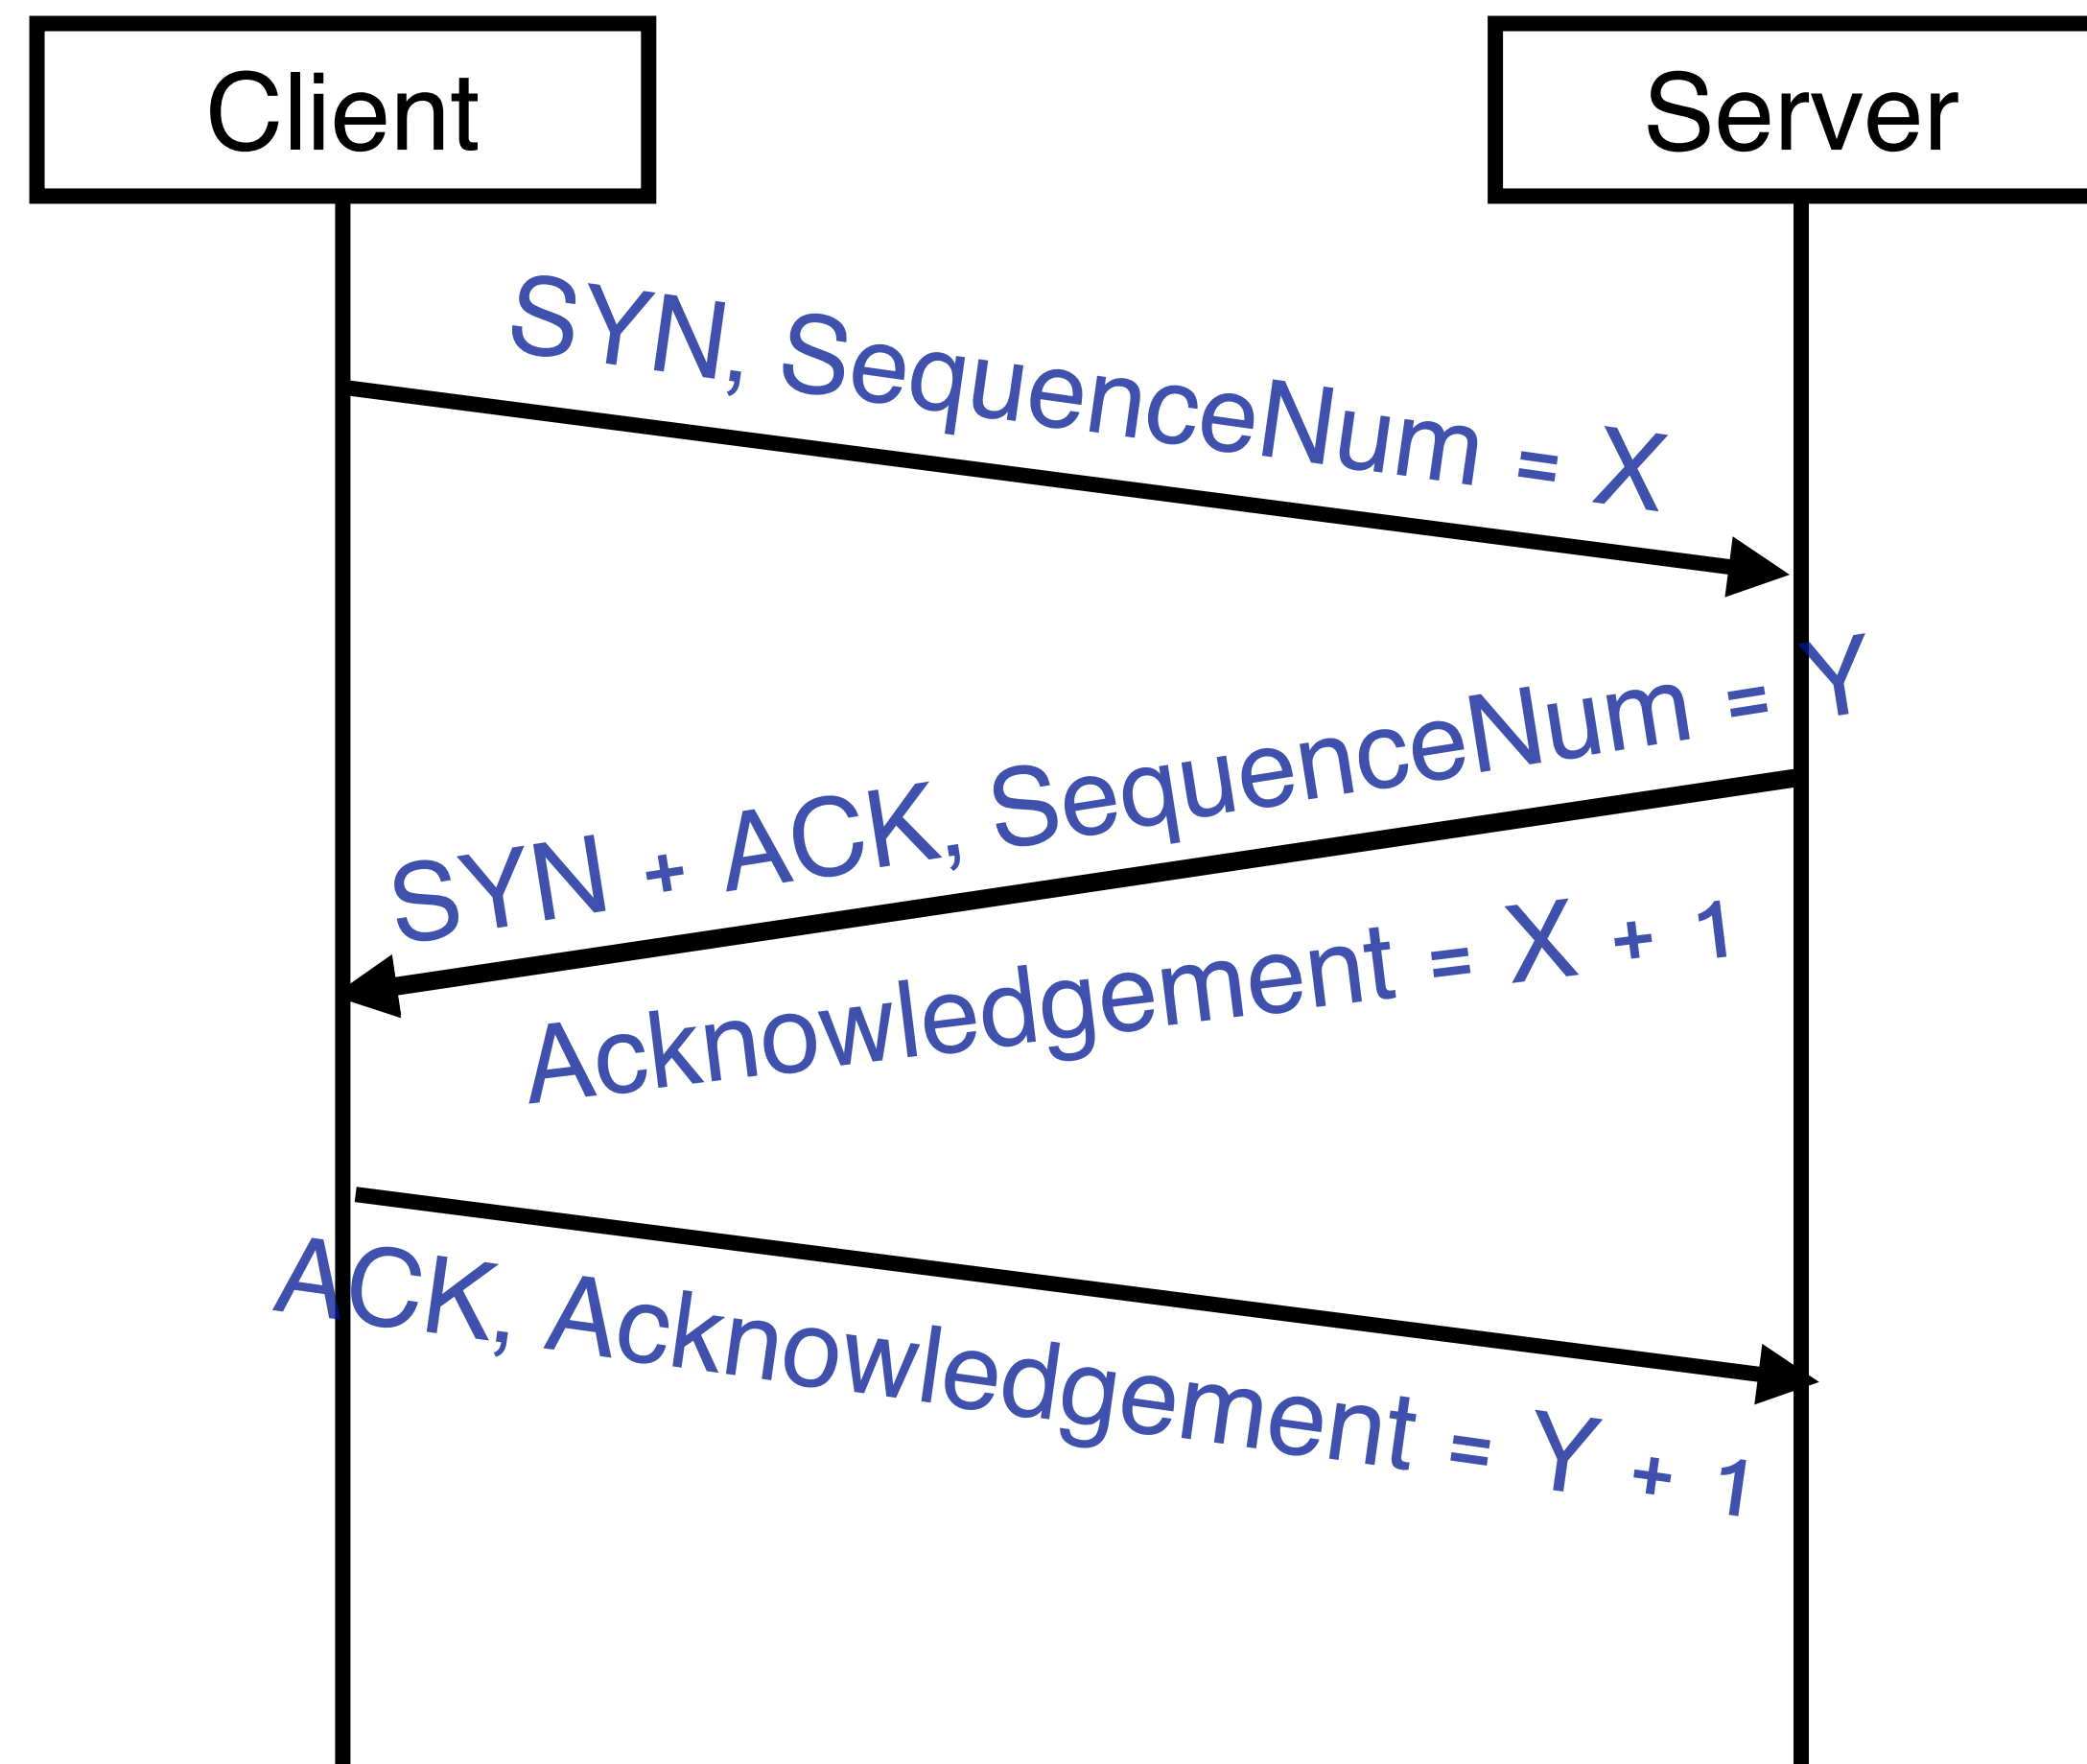 Client
Server
SYN, SequenceNum = X
SYN + ACK, SequenceNum = Y
Acknowledgement = X + 1
ACK, Acknowledgement = Y + 1